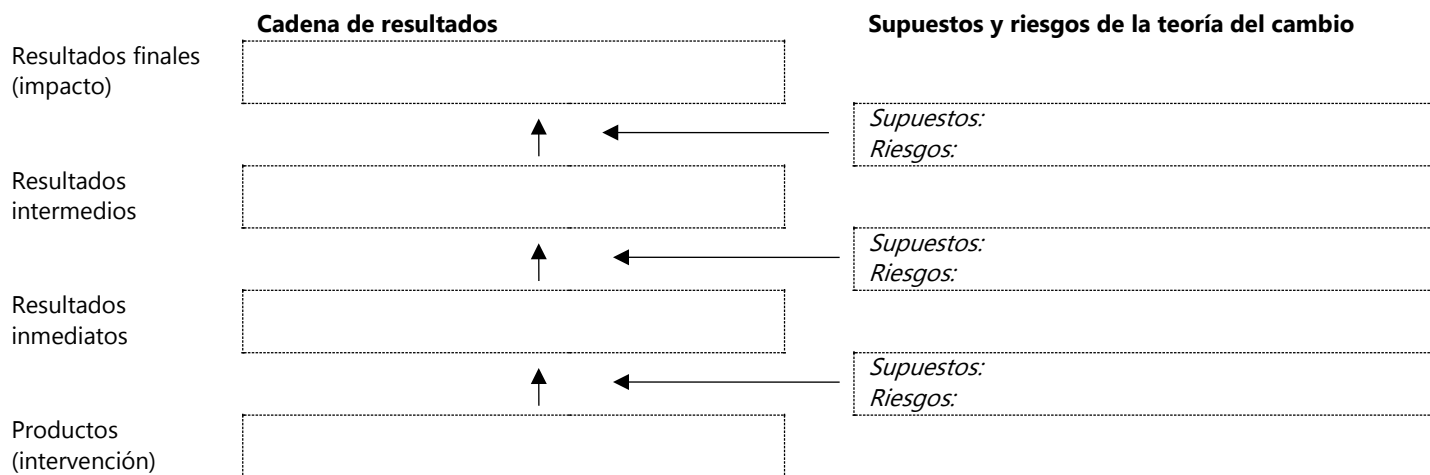 Cadena de resultados
Supuestos y riesgos de la teoría del cambio
Resultados finales
(impacto)
Supuestos:
Riesgos:
Resultados
intermedios
Supuestos:
Riesgos:
Resultados
inmediatos
Supuestos:
Riesgos:
Productos
(intervención)